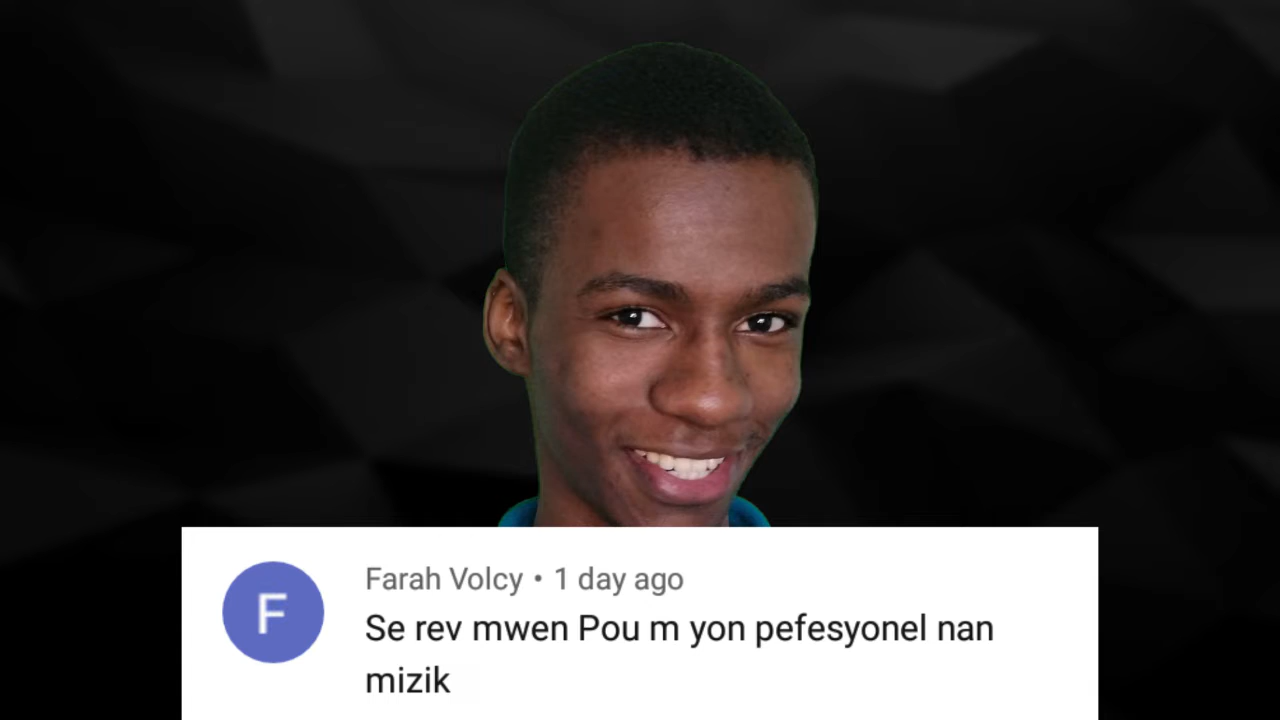 F
Farah Volcy • 1 day ago
Se rev mwen Pou m yon pefesyonel nan
mizik